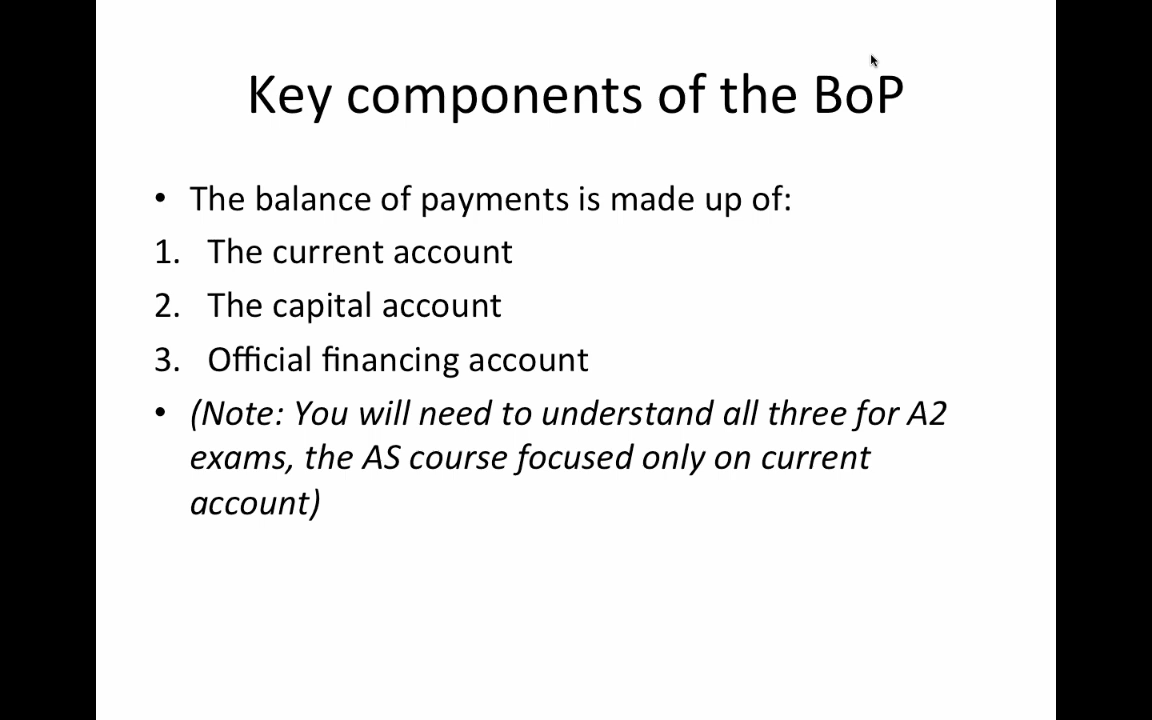 Key components of the BoP
• The balance of payments is made up of:
1. The current account
2. The capital account
3. Official financing account
• (Note: You will need to understand all three for A2
exams, the AS course focused only on current
account)